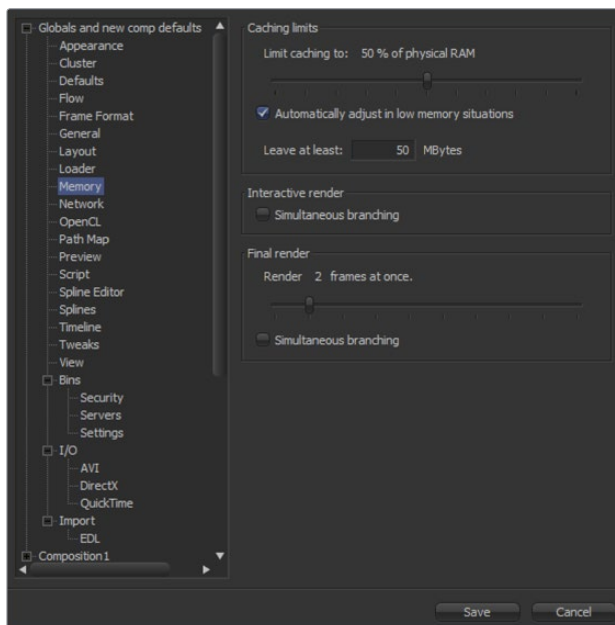 Globals and new comp defaults
Appearance
Cluster
Defaults
Flow
Frame Format
General
Layout
Loader
Memory
Network
OpenCL
Path Map
Preview
Script
Spline Editor
Splines
Timeline
Tweaks
View
Bins
Security
Servers
Settings
I/O
AVI
DirectX
QuickTime
Import
EDL
Composition1
Caching limits
Limit caching to: 50 % of physical RAM
Automatically adjust in low memory situations
Leave at least: 50 MBytes
Interactive render
Simultaneous branching
Final render
Render 2 frames at once.
Simultaneous branching
Save
Cancel